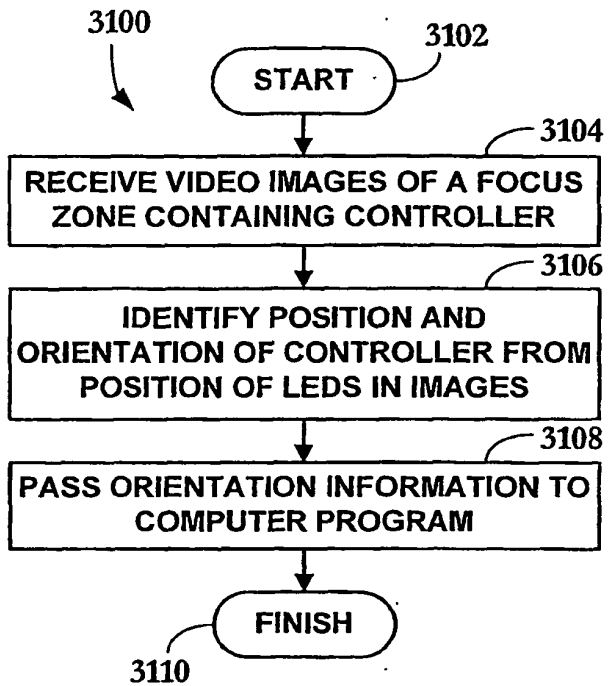 3100
3102
START
3104
RECEIVE VIDEO IMAGES OF A FOCUS
ZONE CONTAINING CONTROLLER
3106
IDENTIFY POSITION AND
ORIENTATION OF CONTROLLER FROM
POSITION OF LEDS IN IMAGES
3108
PASS ORIENTATION INFORMATION TO
COMPUTER PROGRAM
FINISH
3110